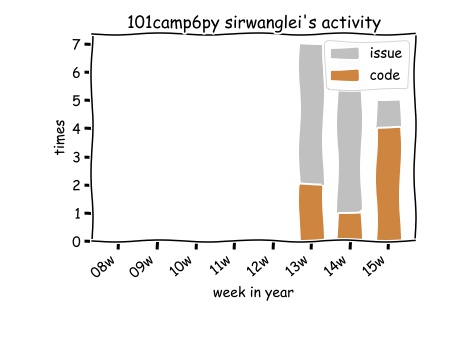 101camp6py sirwanglei's activity
issue
code
7
6
5
4
3
2
1
0
times
08w 09w 10w 11w 12w 13w 14w 15w
week in year